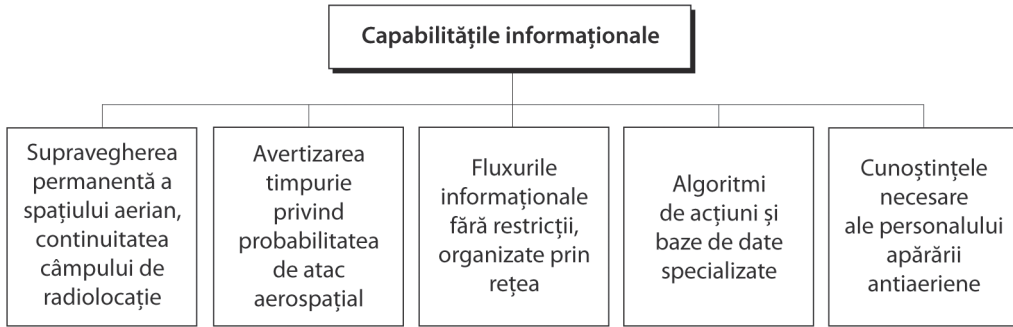 Capabilitățile informaționale
Supravegherea
permanentă a
spațiului aerian,
continuitatea
câmpului de
radiolocație
Avertizarea
timpurie
privind
probabilitatea
de atac
aerospațial
Fluxurile
informaționale
fără restricții,
organizate prin
rețea
Algoritmi
de acțiuni și
baze de date
specializate
Cunoștințele
necesare
ale personalului
apărării
antiaeriene